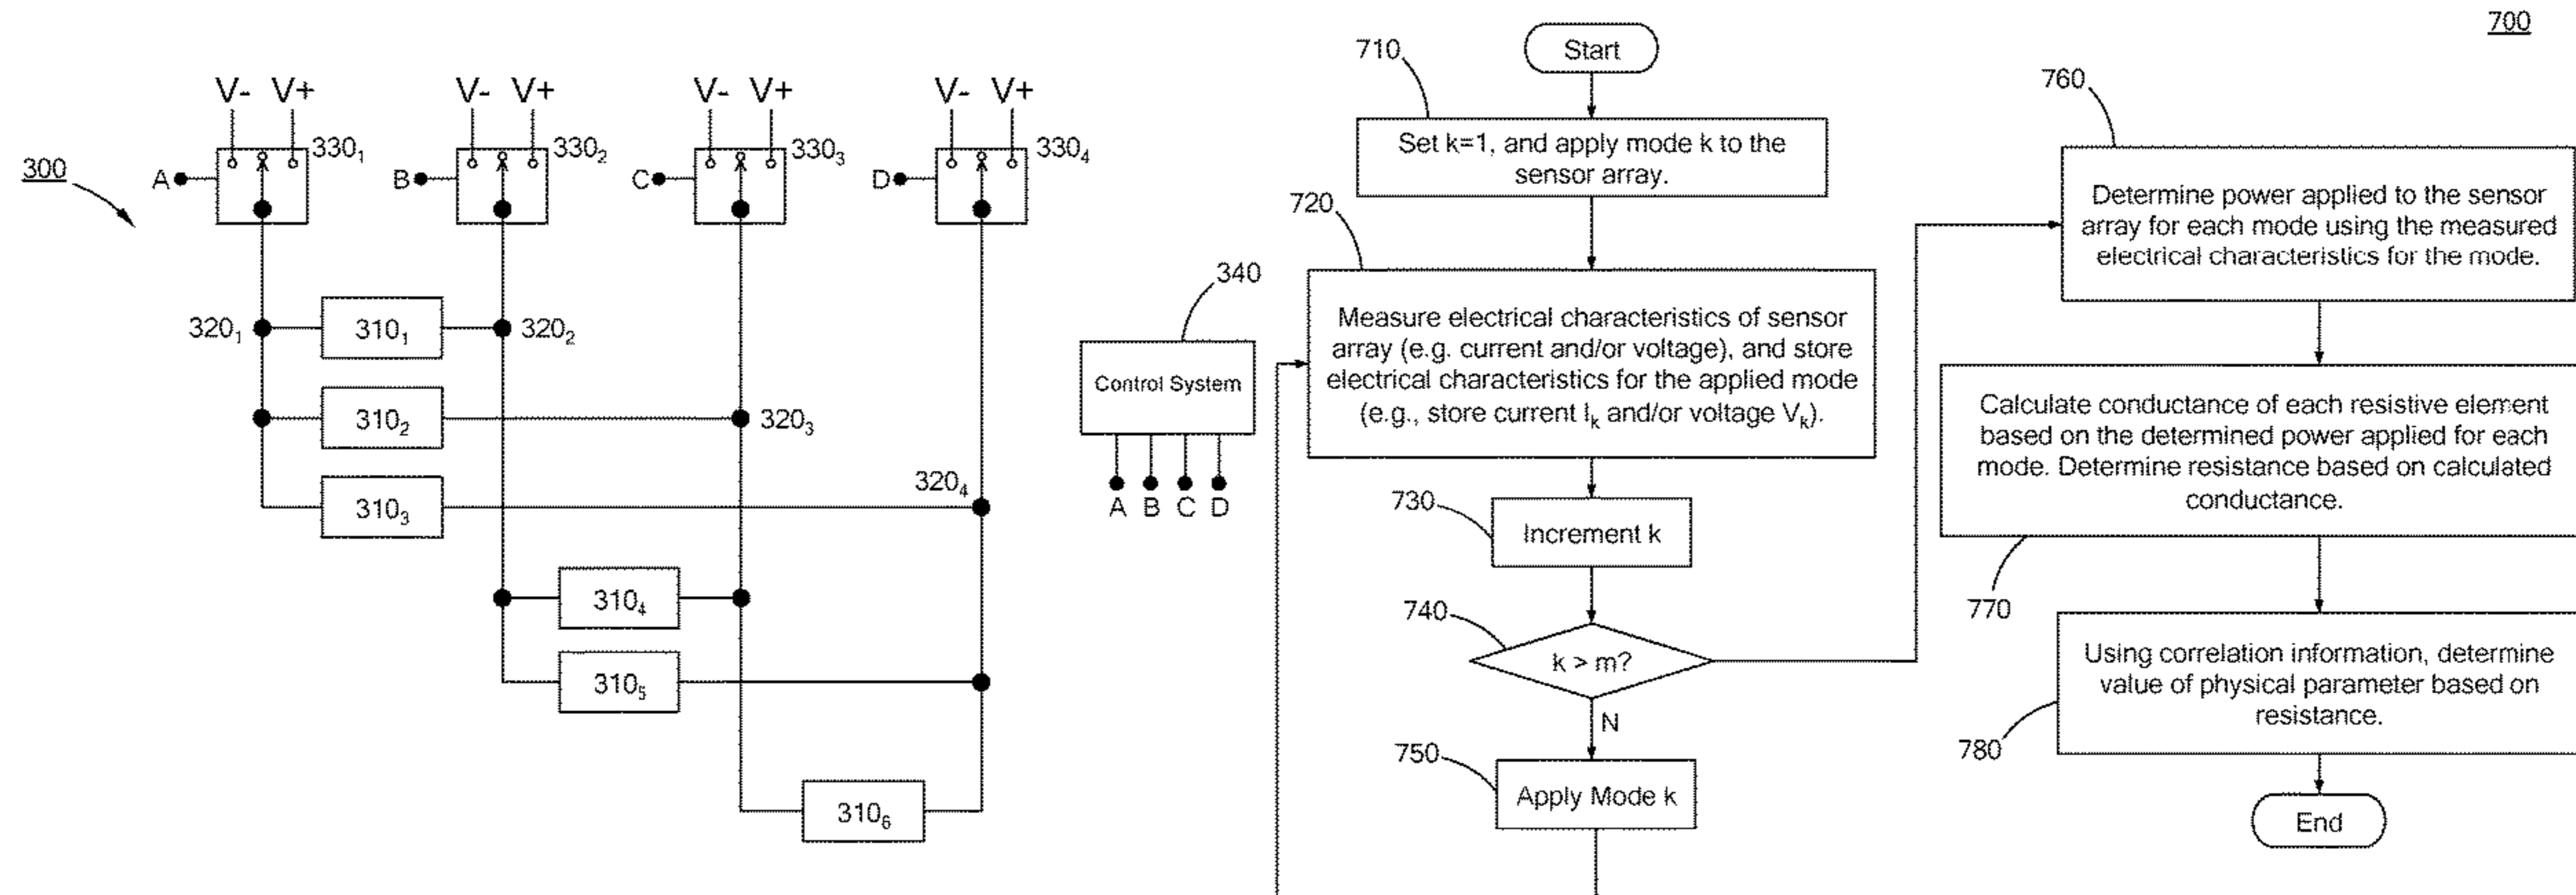 300
V- V+
V- V+
V- V+
V- V+
330₁
330₂
330₃
330₄
A
B
C
D
320₁
310₁
320₂
310₂
320₃
310₃
320₄
310₄
310₅
310₆
340
Control System
A B C D
700
Start
710
Set k=1, and apply mode k to the
sensor array.
720
Measure electrical characteristics of sensor
array (e.g. current and/or voltage), and store
electrical characteristics for the applied mode
(e.g., store current Iₖ and/or voltage Vₖ).
730
Increment k
740
k > m?
N
750
Apply Mode k
760
Determine power applied to the sensor
array for each mode using the measured
electrical characteristics for the mode.
Calculate conductance of each resistive element
based on the determined power applied for each
mode. Determine resistance based on calculated
conductance.
770
Using correlation information, determine
value of physical parameter based on
resistance.
780
End